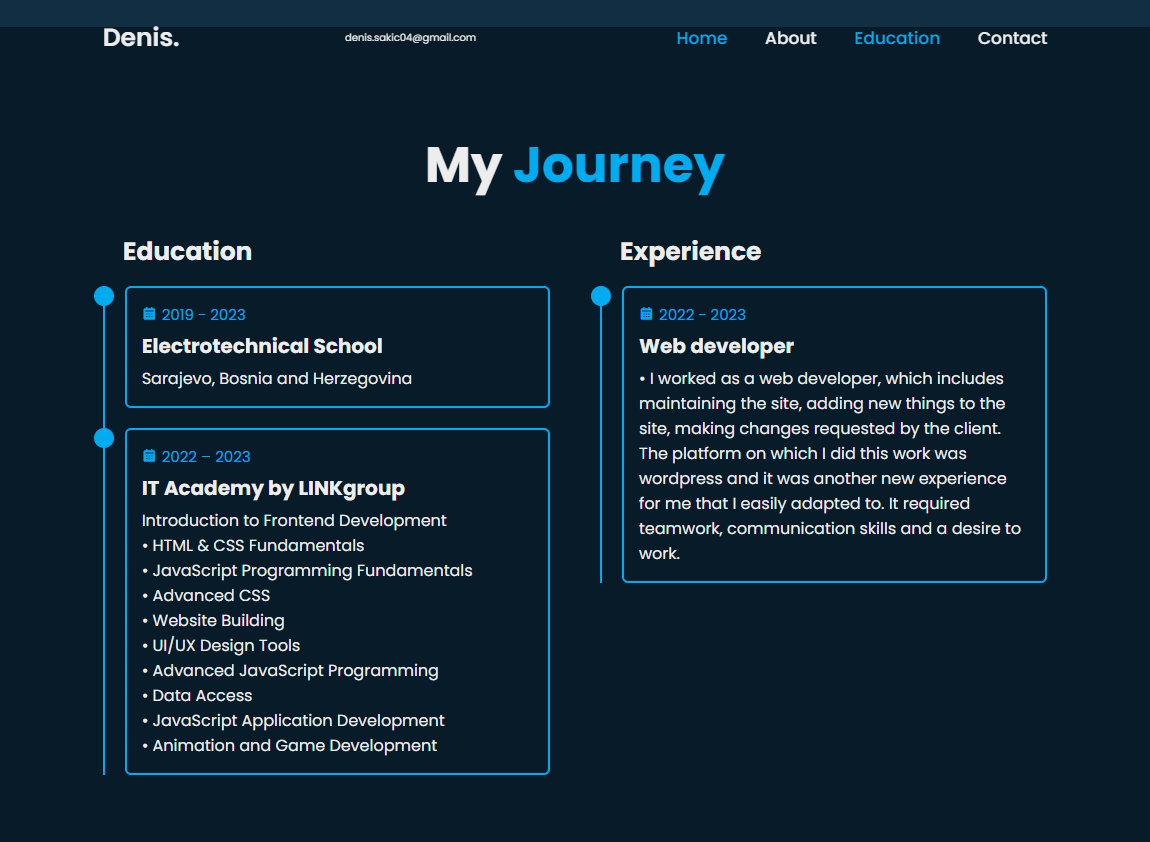 Denis.
denis.sakic04@gmail.com
Home
About
Education
Contact
My Journey
Education
2019 - 2023
Electrotechnical School
Sarajevo, Bosnia and Herzegovina
2022 – 2023
IT Academy by LINKgroup
Introduction to Frontend Development
• HTML & CSS Fundamentals
• JavaScript Programming Fundamentals
• Advanced CSS
• Website Building
• UI/UX Design Tools
• Advanced JavaScript Programming
• Data Access
• JavaScript Application Development
• Animation and Game Development
Experience
2022 - 2023
Web developer
• I worked as a web developer, which includes
maintaining the site, adding new things to the
site, making changes requested by the client.
The platform on which I did this work was
wordpress and it was another new experience
for me that I easily adapted to. It required
teamwork, communication skills and a desire to
work.